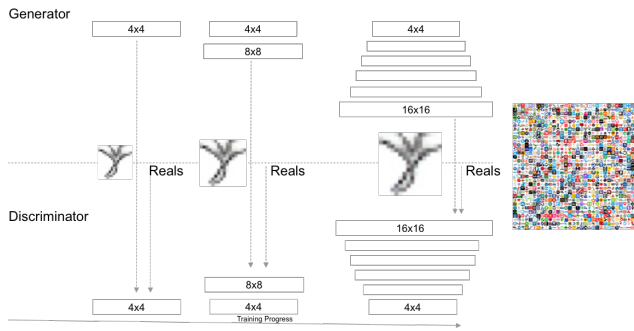 Generator
4x4
4x4
4x4
8x8
16x16
Reals
Reals
Reals
Discriminator
16x16
8x8
4x4
4x4
4x4
Training Progress